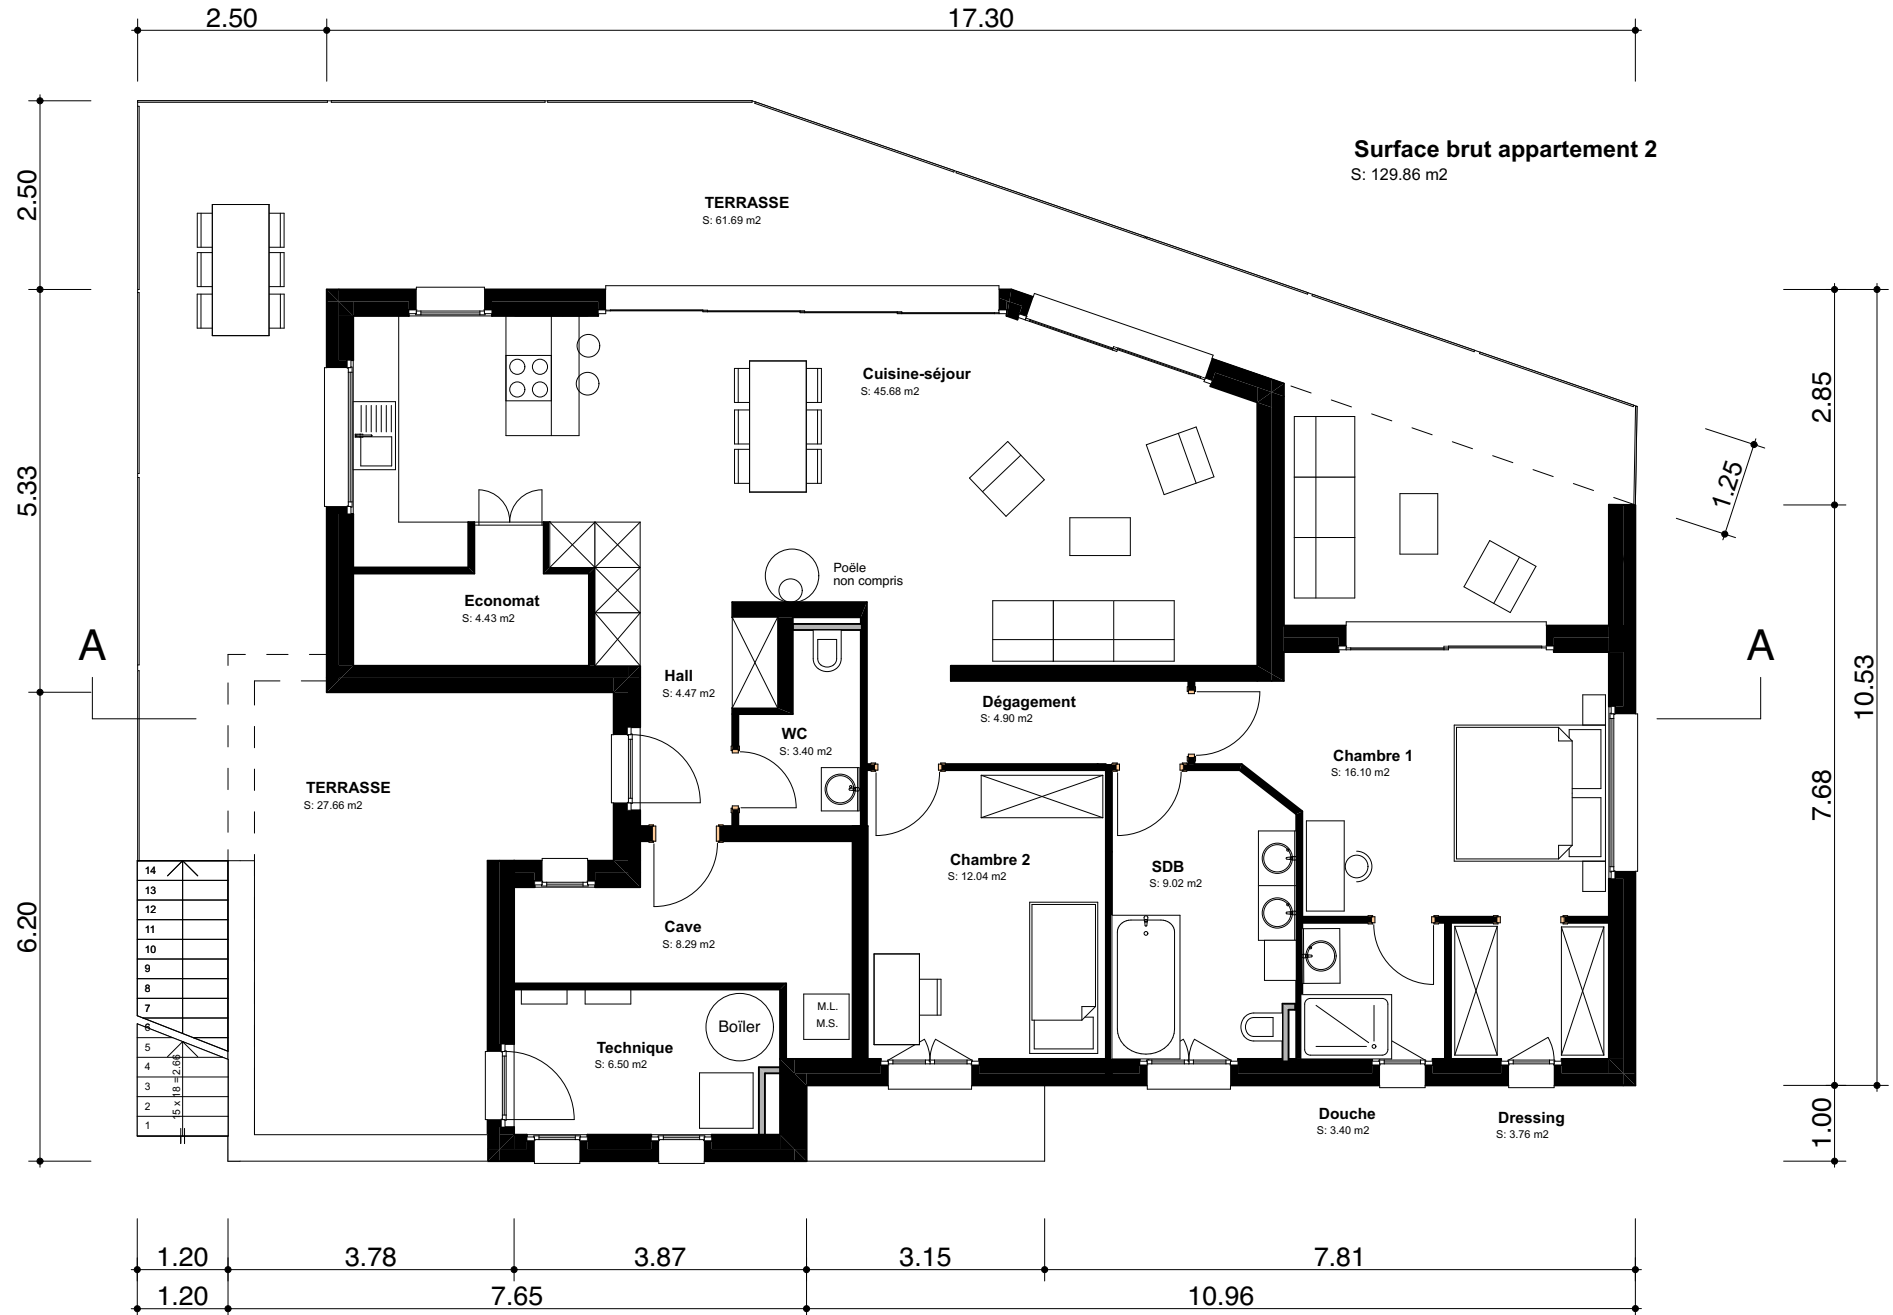 2.50
17.30
Surface brut appartement 2
S: 129.86 m2
2.50
TERRASSE
S: 61.69 m2
Cuisine-séjour
S: 45.68 m2
2.85
1.25
5.33
Poële
non compris
Economat
S: 4.43 m2
A
A
Hall
S: 4.47 m2
Dégagement
S: 4.90 m2
10.53
WC
S: 3.40 m2
Chambre 1
S: 16.10 m2
TERRASSE
S: 27.66 m2
7.68
Chambre 2
S: 12.04 m2
SDB
S: 9.02 m2
14
13
12
11
10
9
8
7
6
5
4
3
2
1
15 x 18 = 2.66
6.20
Cave
S: 8.29 m2
M.L.
M.S.
Boïler
Technique
S: 6.50 m2
Douche
S: 3.40 m2
Dressing
S: 3.76 m2
1.00
1.20
3.78
3.87
3.15
7.81
1.20
7.65
10.96